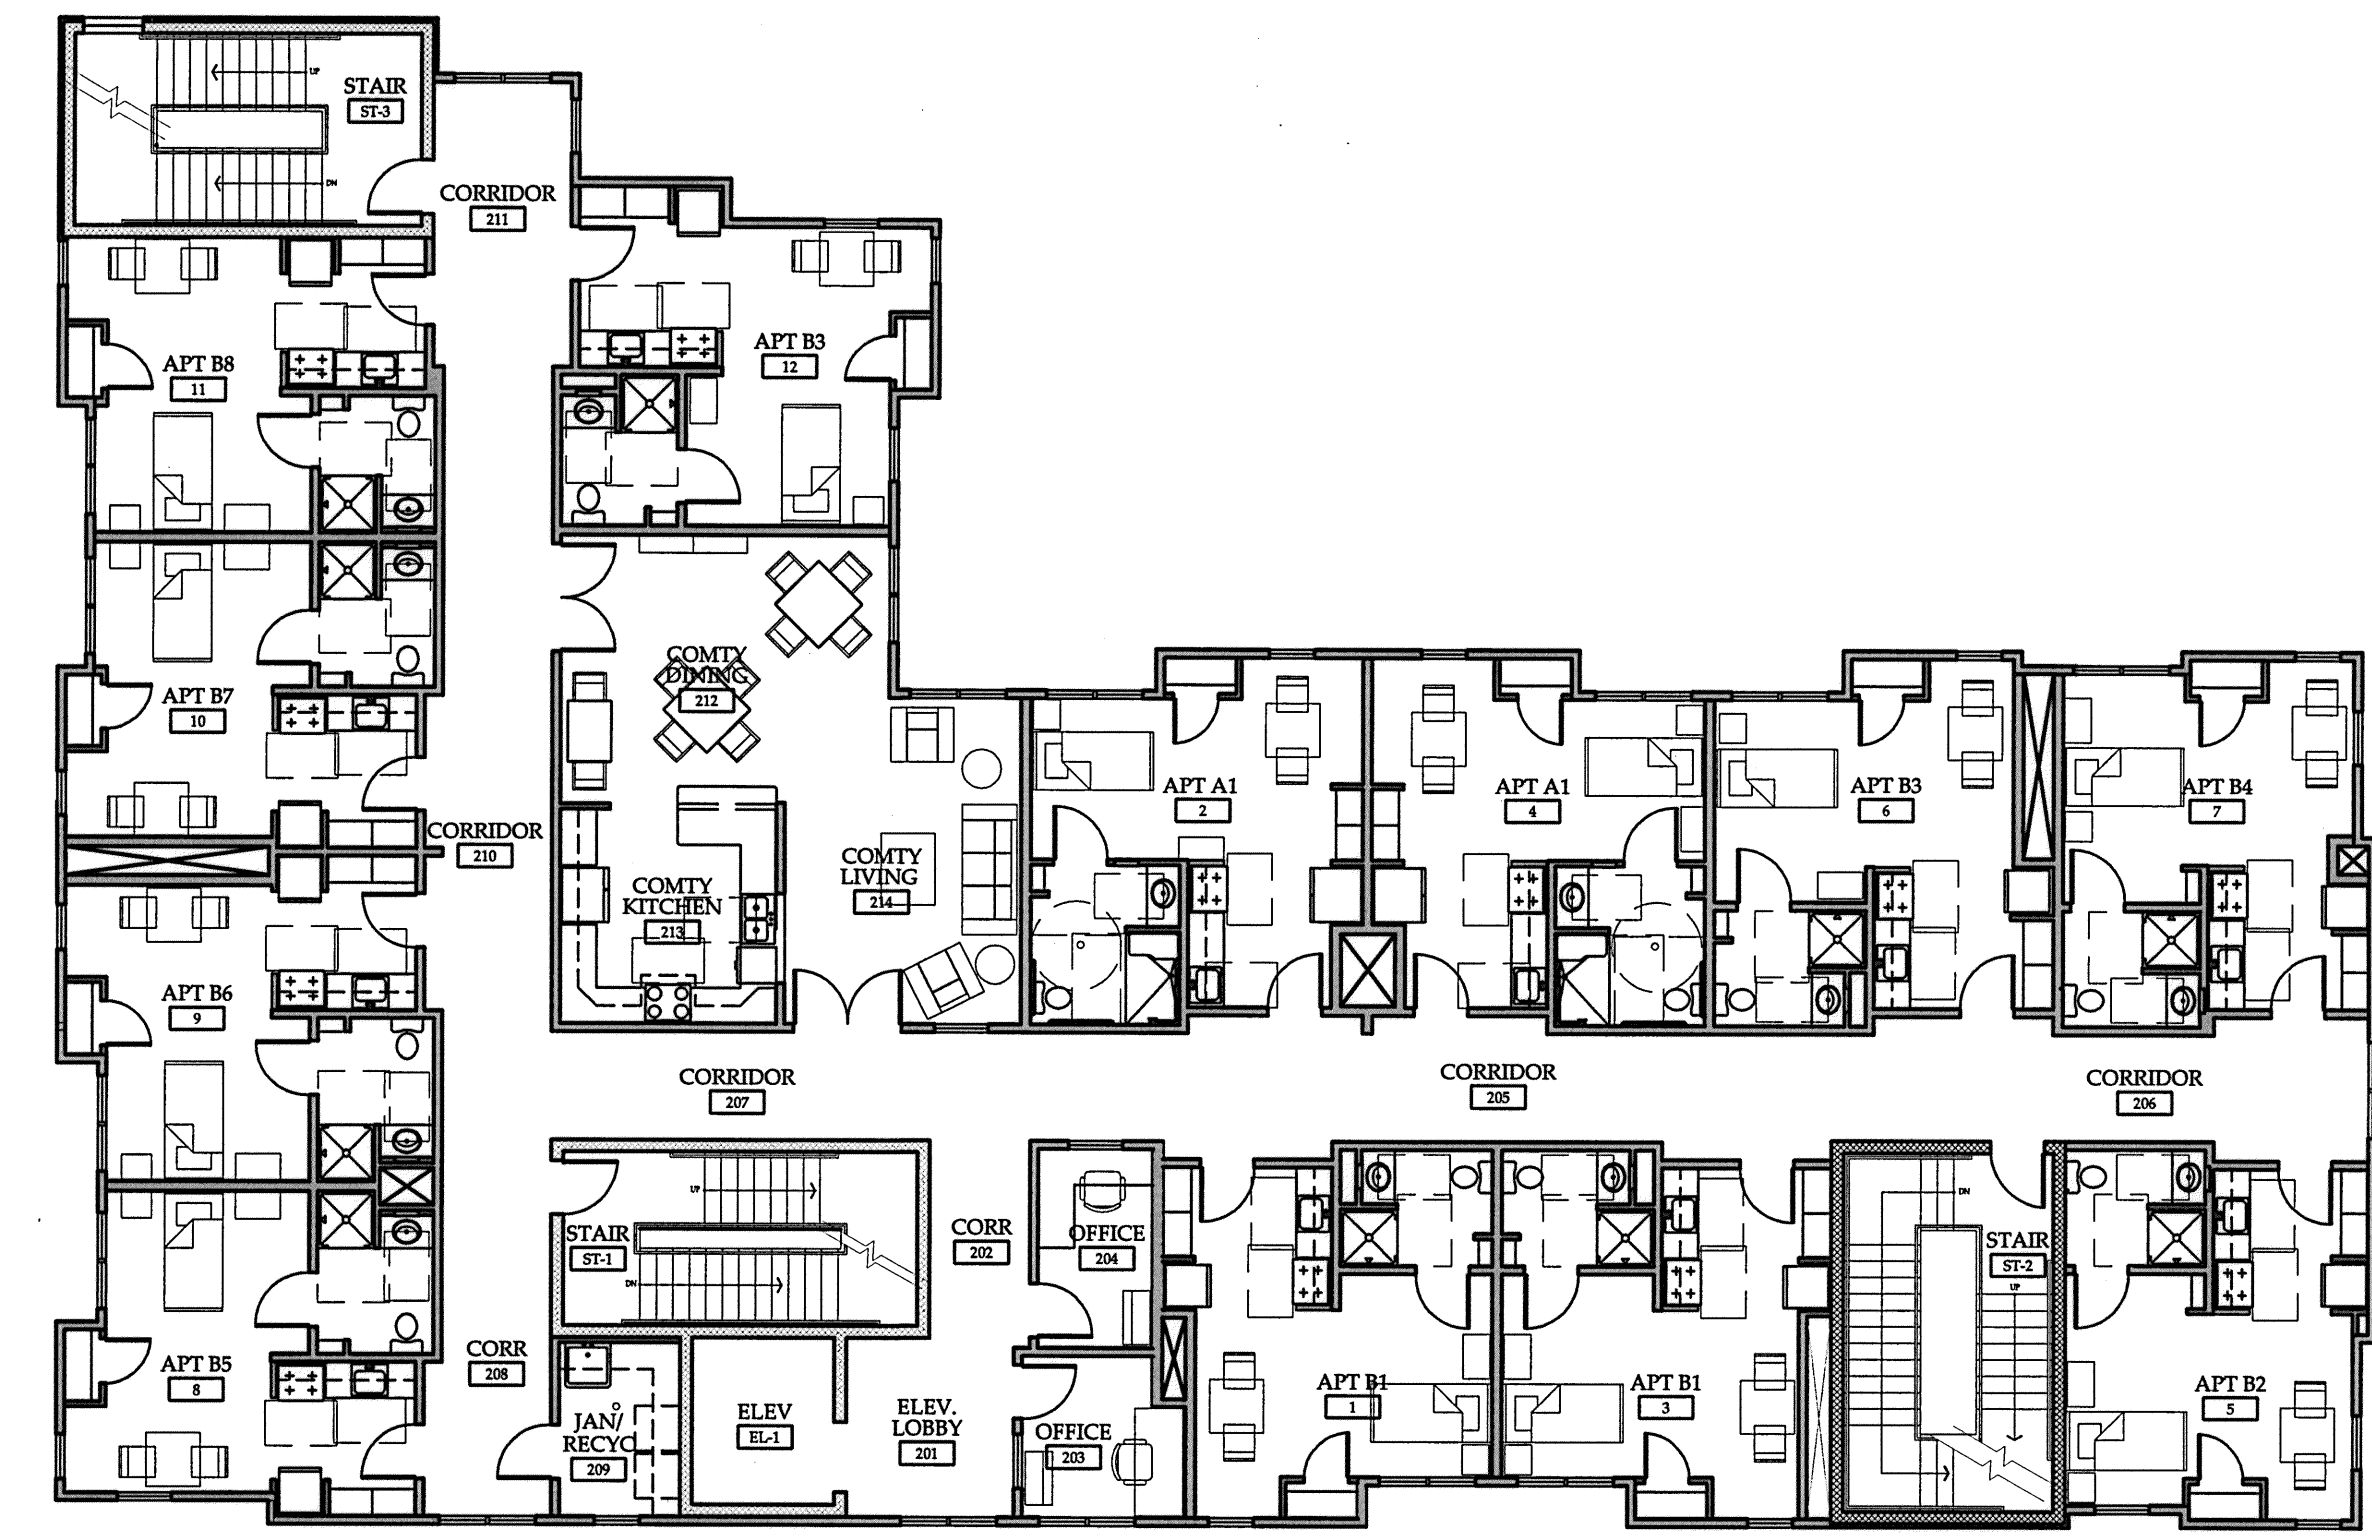 UP
STAIR
ST-3
DN
CORRIDOR
211
APT B3
12
APT B8
11
COMTY
DINING
212
APT B7
10
APT A1
2
APT A1
4
APT B3
6
APT B4
7
CORRIDOR
210
COMTY
LIVING
214
COMTY
KITCHEN
213
APT B6
9
CORRIDOR
207
CORRIDOR
205
CORRIDOR
206
UP
DN
STAIR
ST-1
CORR
202
OFFICE
204
DN
STAIR
ST-2
UP
APT B5
8
CORR
208
JAN/
RECYC
209
ELEV
EL-1
ELEV.
LOBBY
201
OFFICE
203
APT B1
1
APT B1
3
APT B2
5